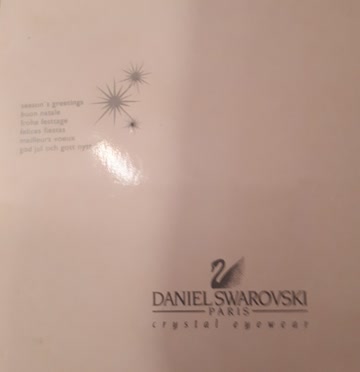 season's greetings
buon natale
frohe festtage
felices fiestas
meilleurs voeux
god jul och gott nytt
DANIEL SWAROVSKI
PARIS
crystal eyewear